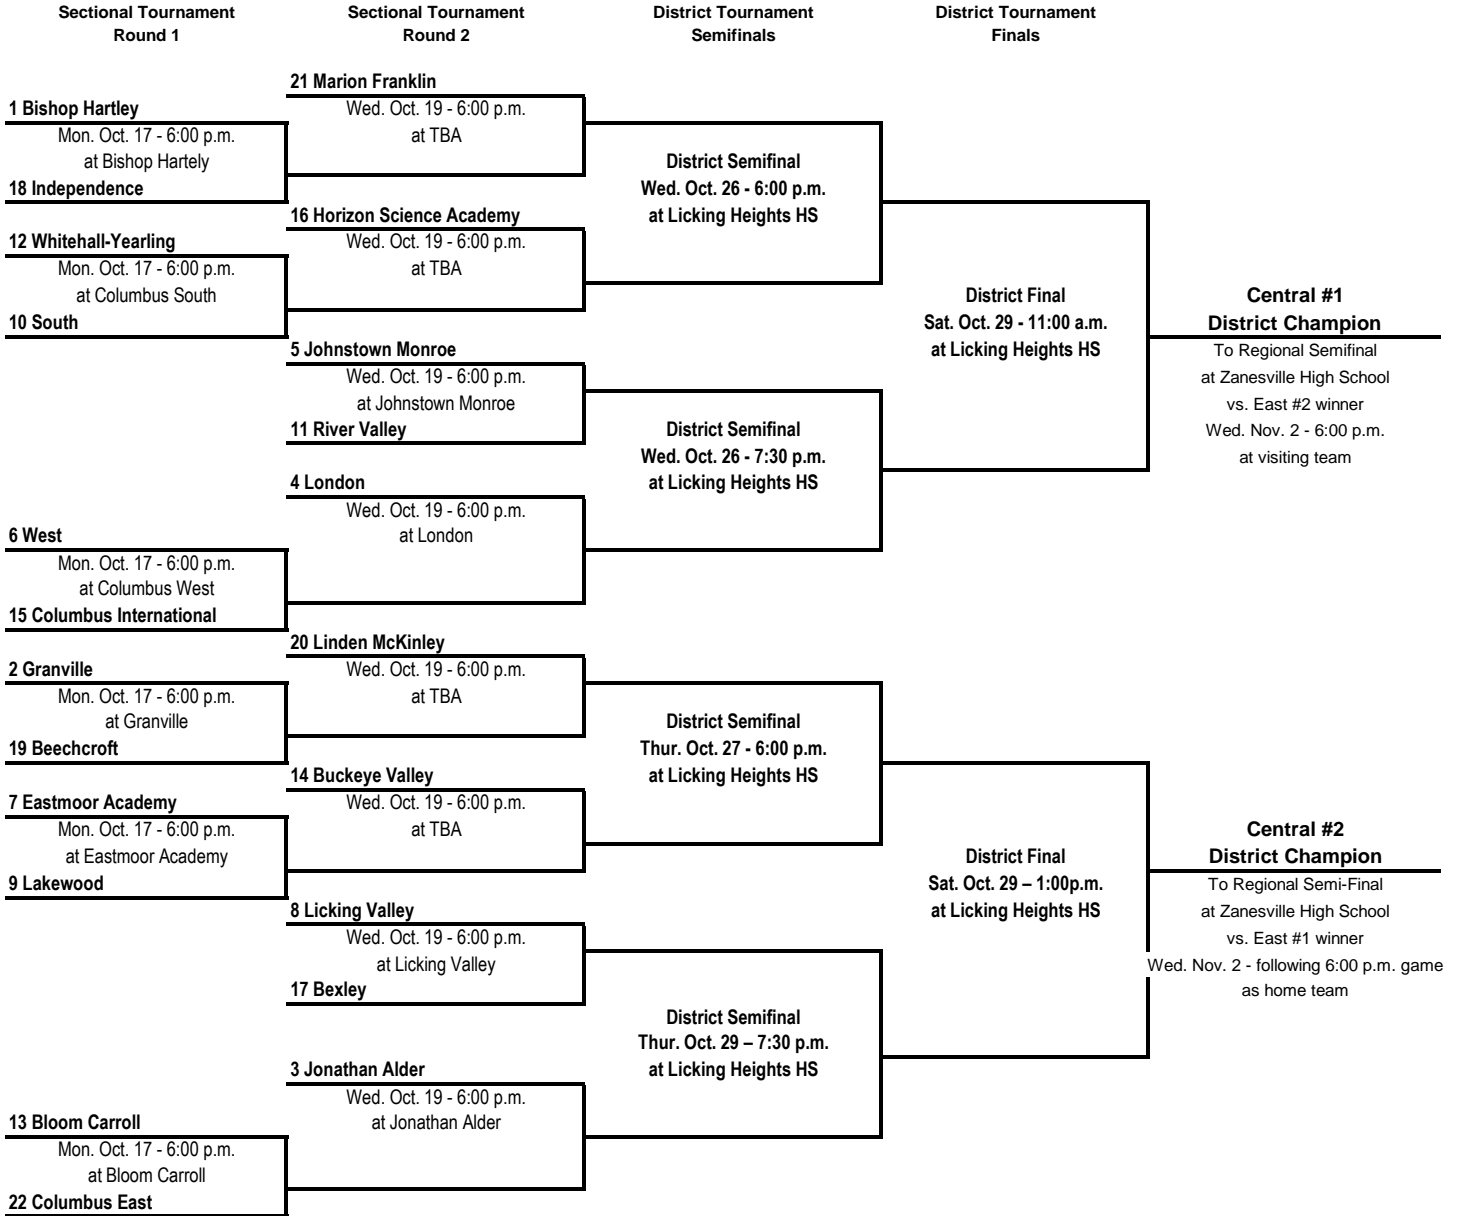 Sectional Tournament
Round 1
Sectional Tournament
Round 2
District Tournament
Semifinals
District Tournament
Finals
1 Bishop Hartley
Mon. Oct. 17 - 6:00 p.m.
at Bishop Hartely
18 Independence
12 Whitehall-Yearling
Mon. Oct. 17 - 6:00 p.m.
at Columbus South
10 South
6 West
Mon. Oct. 17 - 6:00 p.m.
at Columbus West
15 Columbus International
2 Granville
Mon. Oct. 17 - 6:00 p.m.
at Granville
19 Beechcroft
7 Eastmoor Academy
Mon. Oct. 17 - 6:00 p.m.
at Eastmoor Academy
9 Lakewood
13 Bloom Carroll
Mon. Oct. 17 - 6:00 p.m.
at Bloom Carroll
22 Columbus East
21 Marion Franklin
Wed. Oct. 19 - 6:00 p.m.
at TBA
16 Horizon Science Academy
Wed. Oct. 19 - 6:00 p.m.
at TBA
5 Johnstown Monroe
Wed. Oct. 19 - 6:00 p.m.
at Johnstown Monroe
11 River Valley
4 London
Wed. Oct. 19 - 6:00 p.m.
at London
20 Linden McKinley
Wed. Oct. 19 - 6:00 p.m.
at TBA
14 Buckeye Valley
Wed. Oct. 19 - 6:00 p.m.
at TBA
8 Licking Valley
Wed. Oct. 19 - 6:00 p.m.
at Licking Valley
17 Bexley
3 Jonathan Alder
Wed. Oct. 19 - 6:00 p.m.
at Jonathan Alder
District Semifinal
Wed. Oct. 26 - 6:00 p.m.
at Licking Heights HS
District Semifinal
Wed. Oct. 26 - 7:30 p.m.
at Licking Heights HS
District Semifinal
Thur. Oct. 27 - 6:00 p.m.
at Licking Heights HS
District Semifinal
Thur. Oct. 29 – 7:30 p.m.
at Licking Heights HS
District Final
Sat. Oct. 29 - 11:00 a.m.
at Licking Heights HS
District Final
Sat. Oct. 29 – 1:00p.m.
at Licking Heights HS
Central #1
District Champion
To Regional Semifinal
at Zanesville High School
vs. East #2 winner
Wed. Nov. 2 - 6:00 p.m.
at visiting team
Central #2
District Champion
To Regional Semi-Final
at Zanesville High School
vs. East #1 winner
Wed. Nov. 2 - following 6:00 p.m. game
as home team